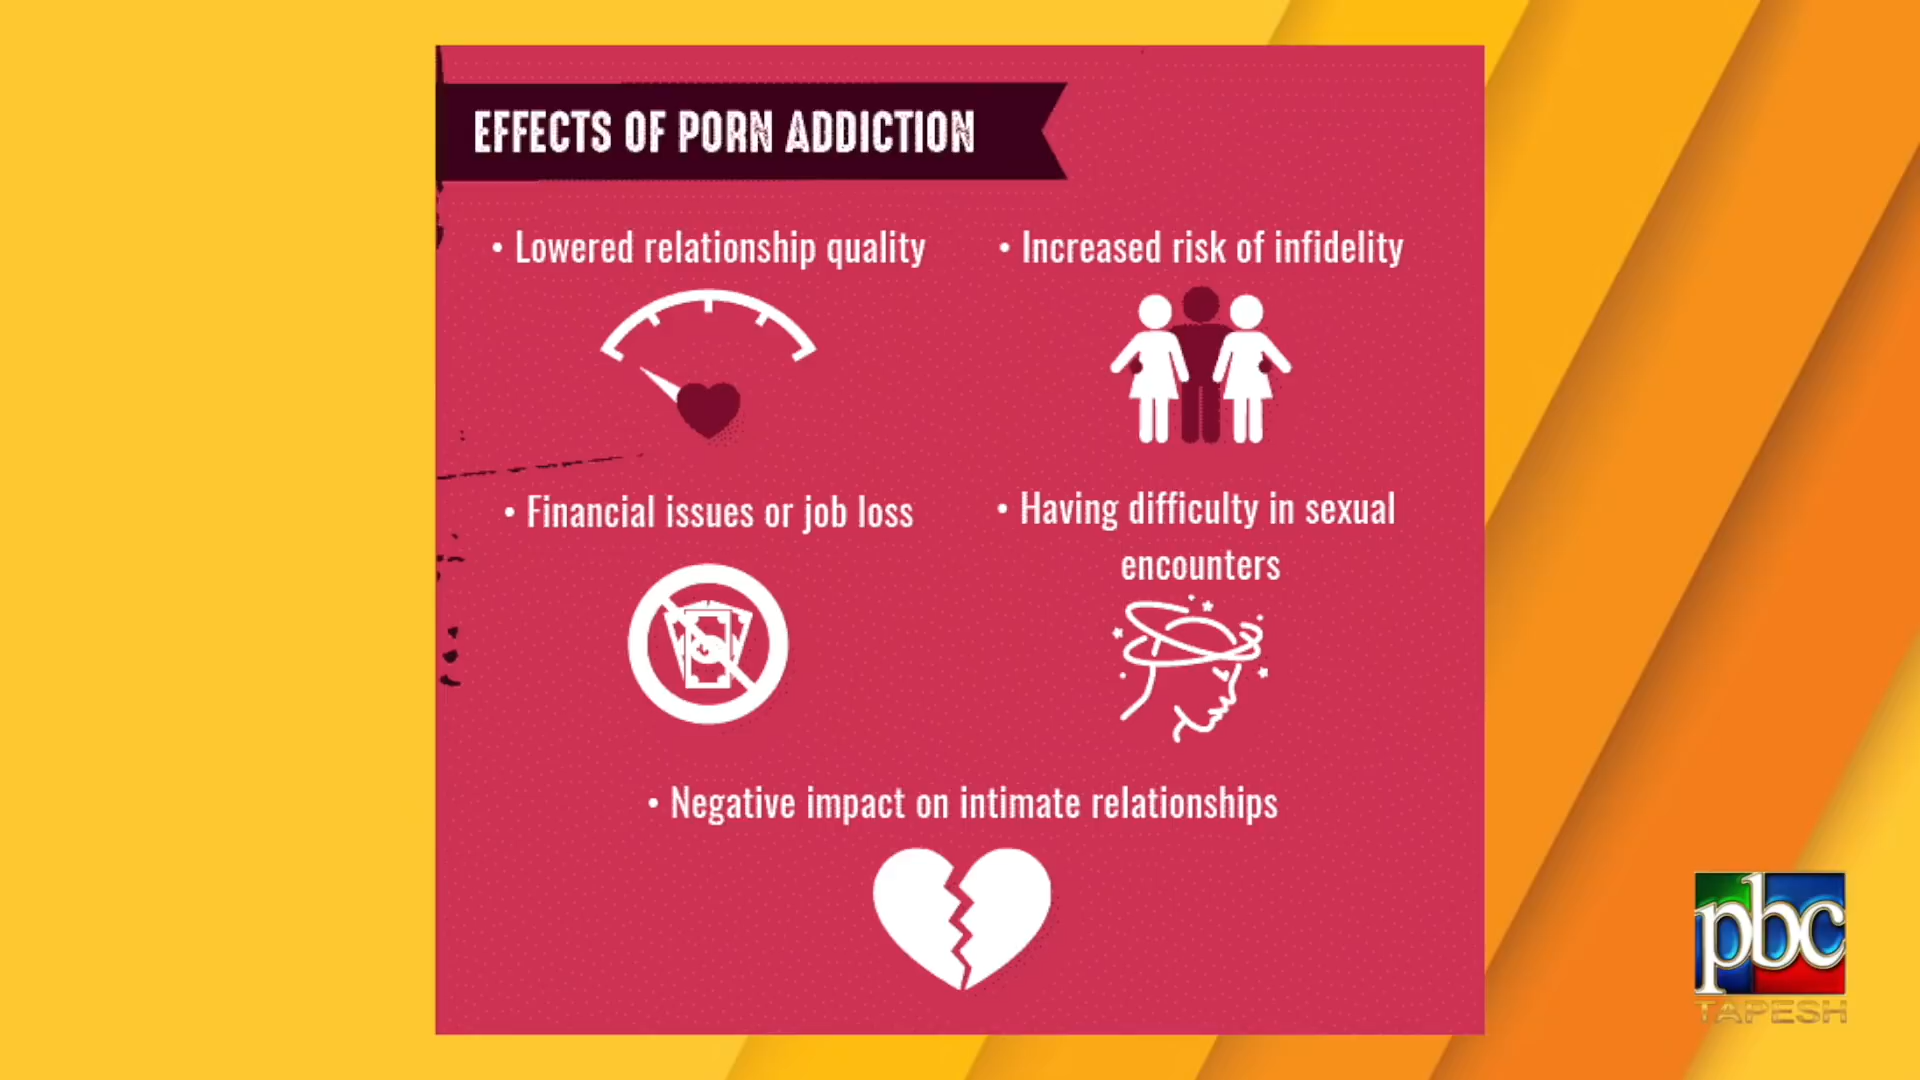 EFFECTS OF PORN ADDICTION
• Lowered relationship quality
• Increased risk of infidelity
• Financial issues or job loss
• Having difficulty in sexual
encounters
• Negative impact on intimate relationships
pbc
TAPESH